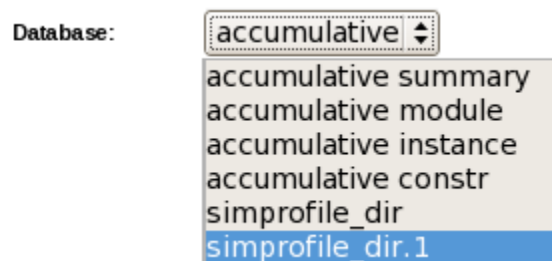 Database:
accumulative
accumulative summary
accumulative module
accumulative instance
accumulative constr
simprofile_dir
simprofile_dir.1